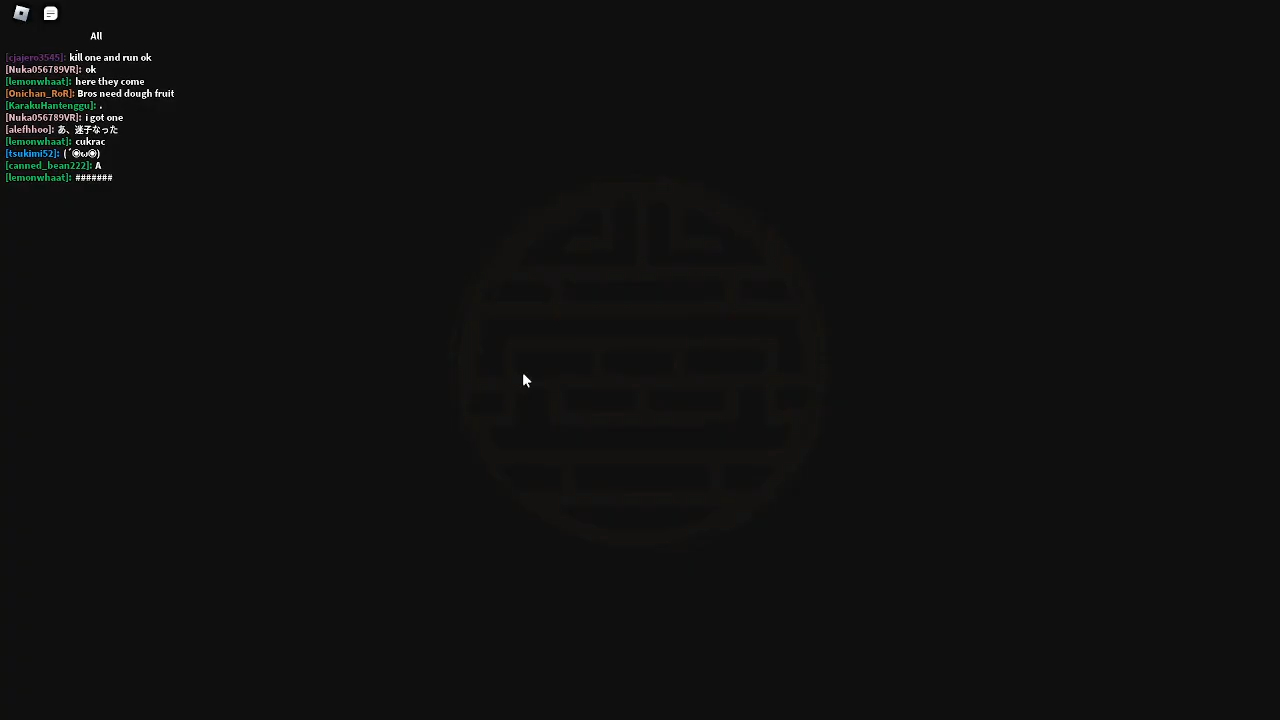 All
[cjajero3545]: kill one and run ok
[Nuka056789VR]: ok
[lemonwhaat]: here they come
[Onichan_RoR]: Bros need dough fruit
[KarakuHantenggu]: .
[Nuka056789VR]: i got one
[alefhhoo]: あ、迷子なった
[lemonwhaat]: cukrac
[tsukimi52]: (´◉ω◉)
[canned_bean222]: A
[lemonwhaat]: #######